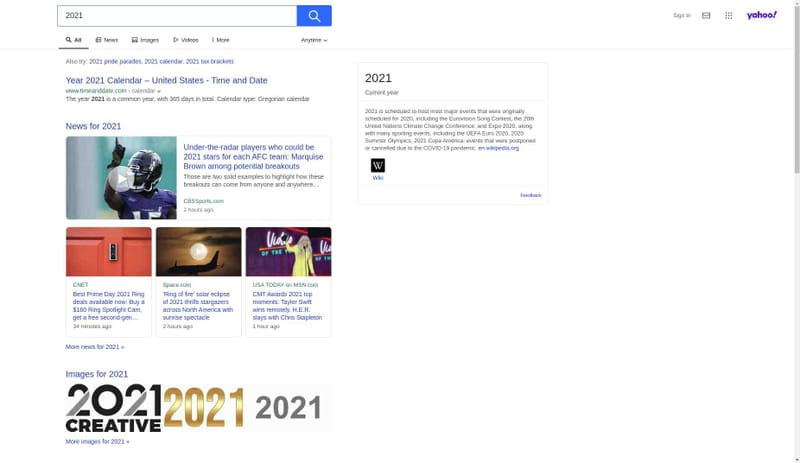 2021
Sign in
yahoo!
All
News
Images
Videos
More
Anytime
Also try: 2021 pride parades, 2021 calendar, 2021 tax brackets
Year 2021 Calendar – United States - Time and Date
www.timeanddate.com › calendar
The year 2021 is a common year, with 365 days in total. Calendar type: Gregorian calendar
News for 2021
Under-the-radar players who could be
2021 stars for each AFC team: Marquise
Brown among potential breakouts
Those are two solid examples to highlight how these
breakouts can come from anyone and anywhere…
CBSSports.com
2 hours ago
OF THE
CNET
Best Prime Day 2021 Ring
deals available now: Buy a
$160 Ring Spotlight Cam,
get a free second-gen…
34 minutes ago
Space.com
'Ring of fire' solar eclipse
of 2021 thrills stargazers
across North America with
sunrise spectacle
2 hours ago
USA TODAY on MSN.com
CMT Awards 2021 top
moments: Taylor Swift
wins remotely, H.E.R.
slays with Chris Stapleton
1 hour ago
More news for 2021 »
Images for 2021
2021
CREATIVE
2021
2021
More images for 2021 »
2021
Current year
2021 is scheduled to host most major events that were originally
scheduled for 2020, including the Eurovision Song Contest, the 26th
United Nations Climate Change Conference, and Expo 2020, along
with many sporting events, including the UEFA Euro 2020, 2020
Summer Olympics, 2021 Copa América; events that were postponed
or cancelled due to the COVID-19 pandemic. en.wikipedia.org
W
Wiki
Feedback